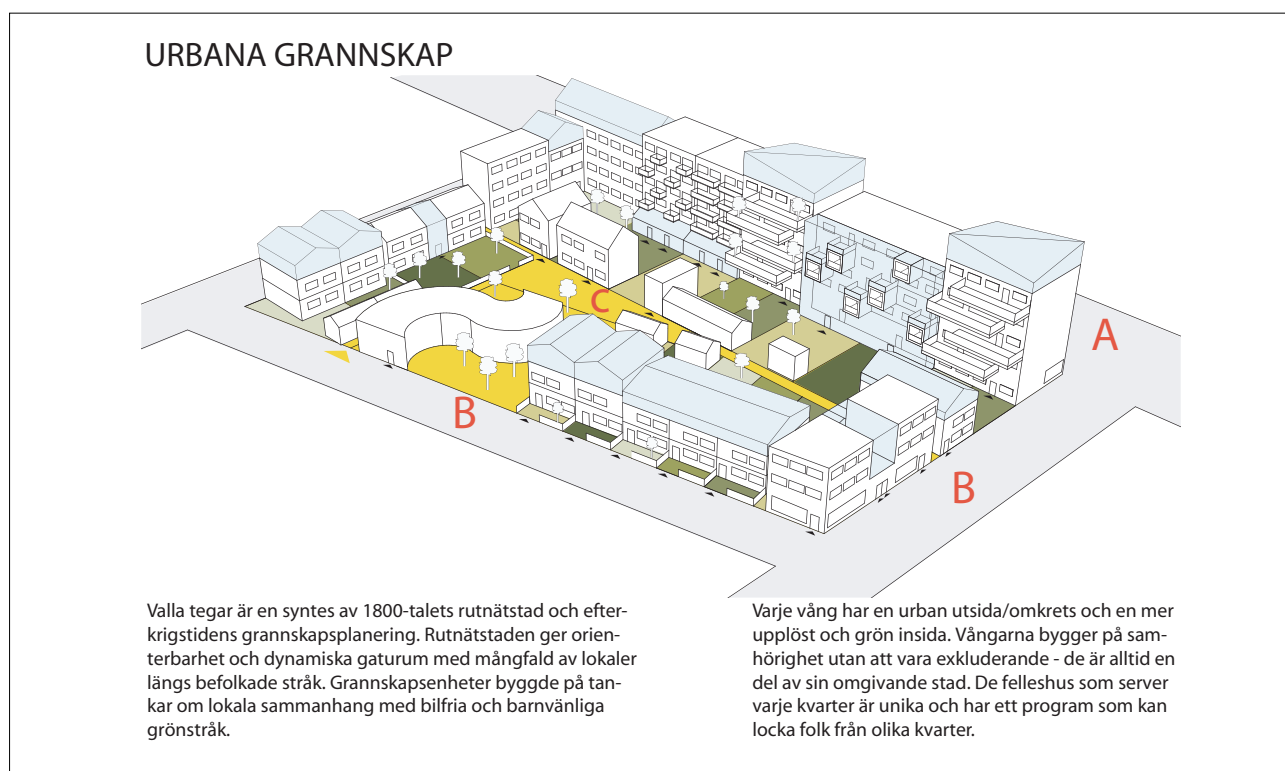 URBANA GRANNSKAP
A
C
B
B
Valla tegar är en syntes av 1800-talets rutnätstad och efter-
krigstidens grannskapsplanering. Rutnätstaden ger orien-
terbarhet och dynamiska gaturum med mångfald av lokaler
längs befolkade stråk. Grannskapsenheter byggde på tan-
kar om lokala sammanhang med bilfria och barnvänliga
grönstråk.
Varje vång har en urban utsida/omkrets och en mer
upplöst och grön insida. Vångarna bygger på sam-
hörighet utan att vara exkluderande - de är alltid en
del av sin omgivande stad. De felleshus som server
varje kvarter är unika och har ett program som kan
locka folk från olika kvarter.